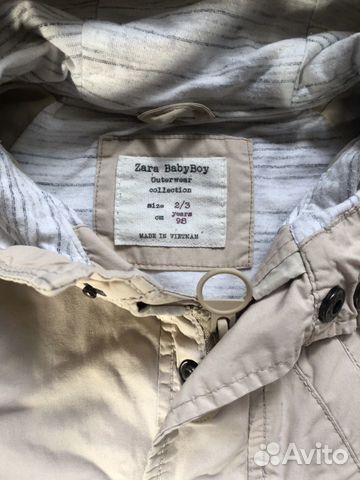 Zara BabyBoy
Outerwear
collection
size 2/3
years
cm 98
MADE IN VIETNAM
Avito